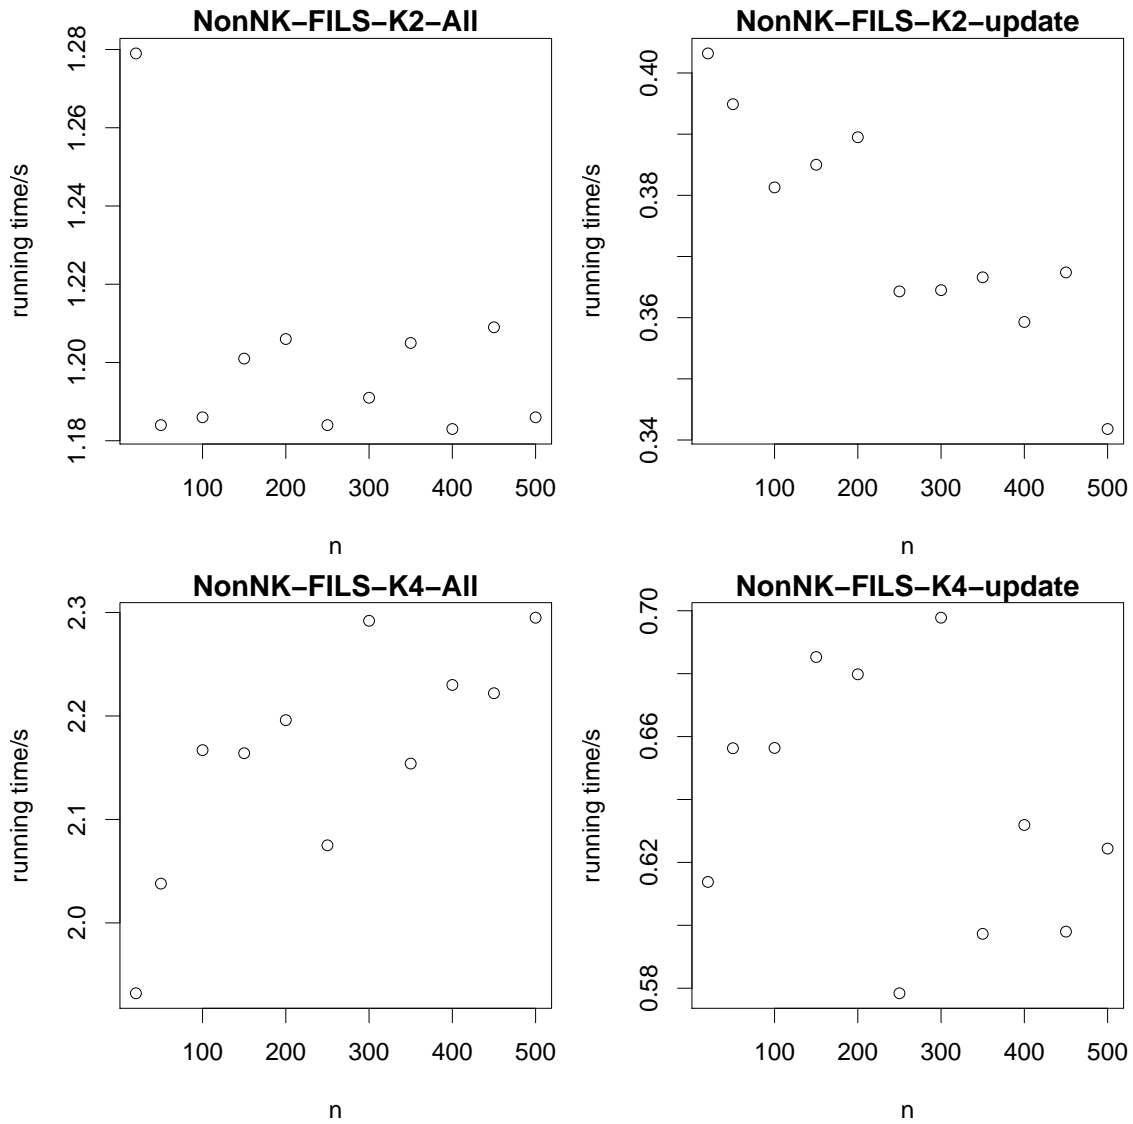 NonNK–FILS–K2–All
running time/s
1.18 1.20 1.22 1.24 1.26 1.28
100 200 300 400 500
n
NonNK–FILS–K2–update
running time/s
0.34 0.36 0.38 0.40
100 200 300 400 500
n
NonNK–FILS–K4–All
running time/s
2.0 2.1 2.2 2.3
100 200 300 400 500
n
NonNK–FILS–K4–update
running time/s
0.58 0.62 0.66 0.70
100 200 300 400 500
n